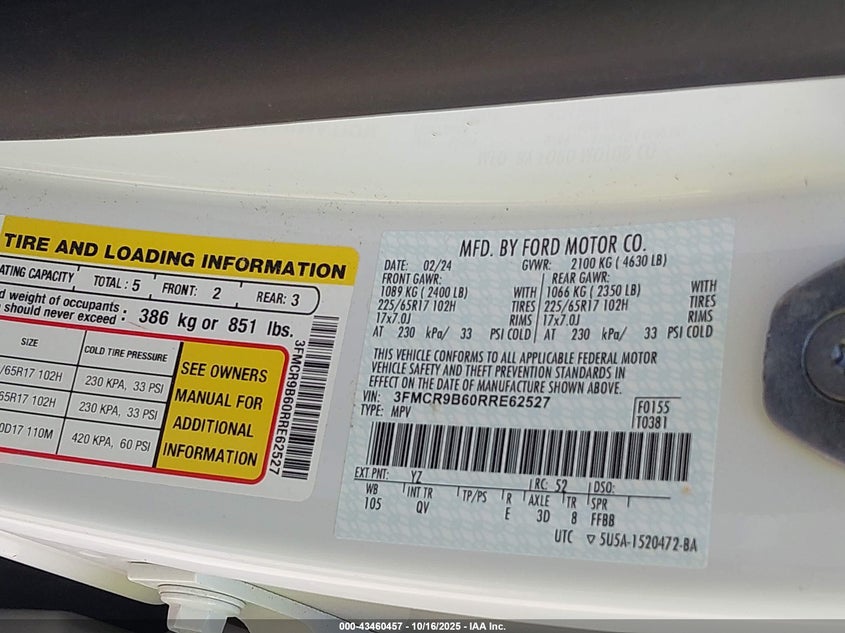 TIRE AND LOADING INFORMATION
ATING CAPACITY TOTAL : 5 FRONT: 2 REAR: 3
d weight of occupants
should never exceed : 386 kg or 851 lbs.
SIZE COLD TIRE PRESSURE
/65R17 102H 230 KPA, 33 PSI
65R17 102H 230 KPA, 33 PSI
0D17 110M 420 KPA, 60 PSI
SEE OWNERS
MANUAL FOR
ADDITIONAL
INFORMATION
3FMCR9B60RRE62527
MFD. BY FORD MOTOR CO.
DATE: 02/24 GVWR: 2100 KG ( 4630 LB)
FRONT GAWR: REAR GAWR:
1089 KG ( 2400 LB) WITH 1066 KG ( 2350 LB) WITH
225/65R17 102H TIRES 225/65R17 102H TIRES
17x7.0J RIMS 17x7.0J RIMS
AT 230 kPa/ 33 PSI COLD AT 230 kPa/ 33 PSI COLD
THIS VEHICLE CONFORMS TO ALL APPLICABLE FEDERAL MOTOR
VEHICLE SAFETY AND THEFT PREVENTION STANDARDS IN
EFFECT ON THE DATE OF MANUFACTURE SHOWN ABOVE.
VIN: 3FMCR9B60RRE62527
TYPE: MPV
F0155
T0381
EXT PNT: YZ RC: 52 DSO:
WB INT TR TP/PS R AXLE TR SPR
105 QV E 3D 8 FFBB
UTC ▽ 5U5A-1520472-BA
000-43460457 - 10/16/2025 - IAA Inc.